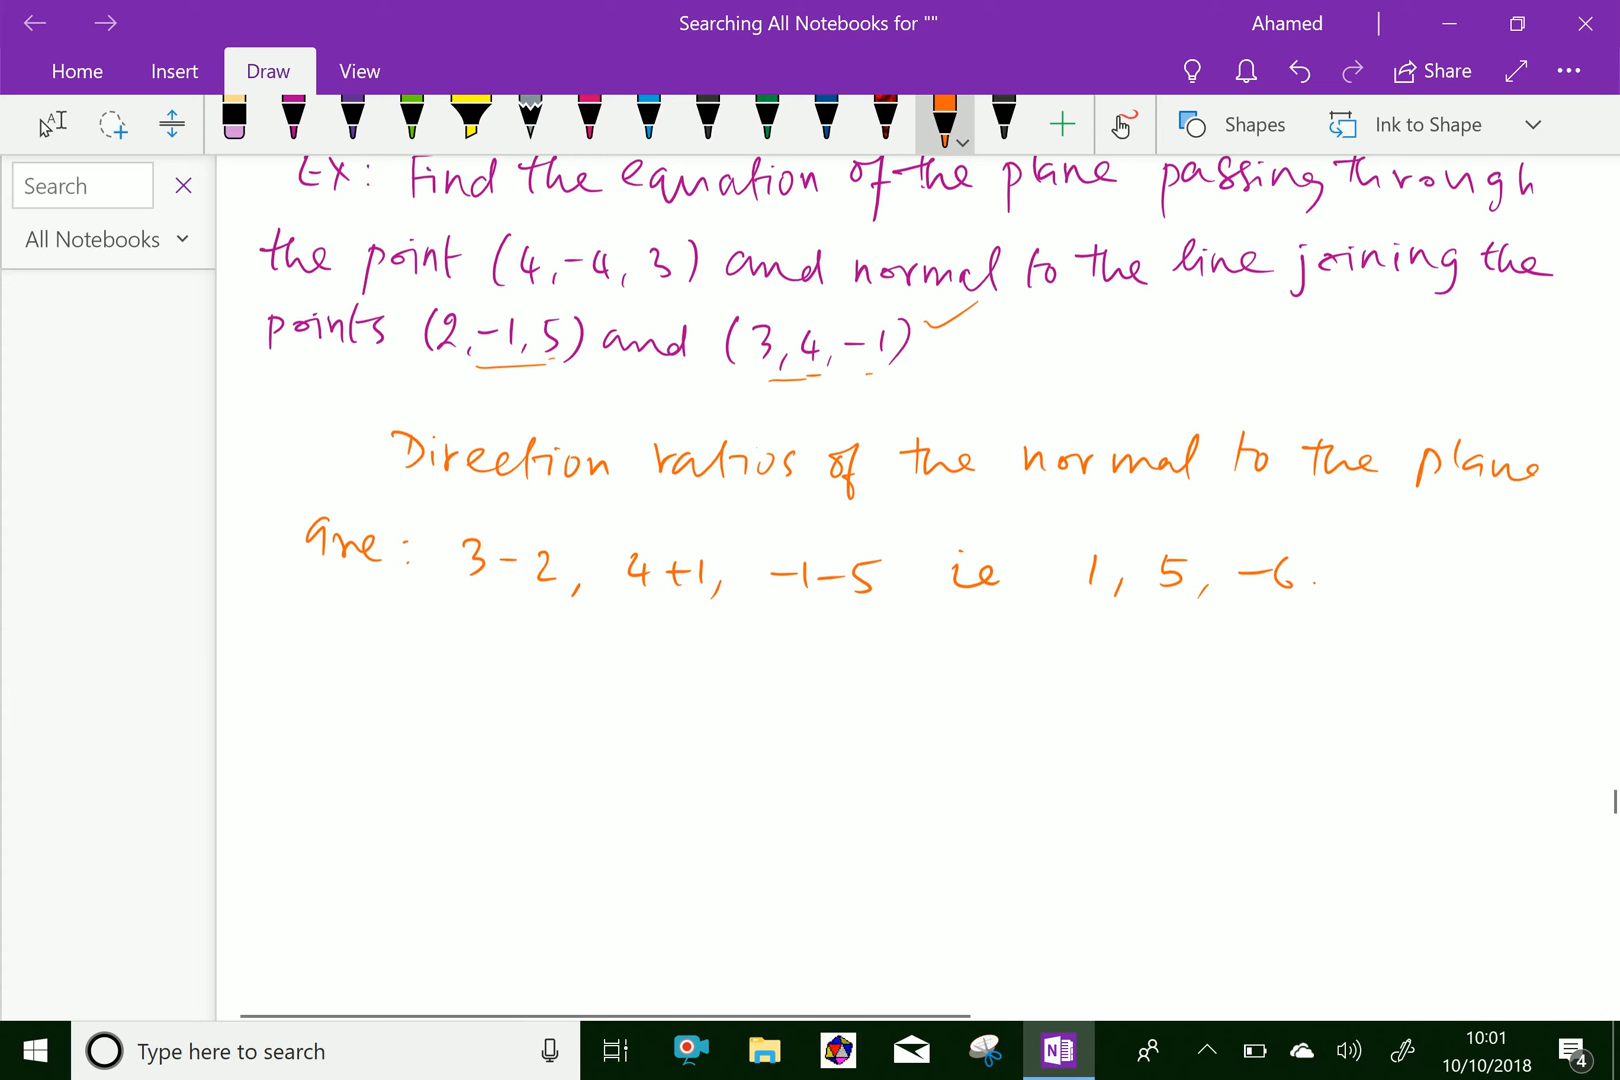 Searching All Notebooks for ""
Ahamed
Home Insert Draw View
Share
Shapes
Ink to Shape
Search
All Notebooks
EX: Find the equation of the plane passing through
the point (4,-4, 3) and normal to the line joining the
points (2,-1,5) and (3,4,-1)
Direction ratios of the normal to the plane
are: 3-2, 4+1, -1-5 ie 1, 5, -6.
Type here to search
10:01
10/10/2018
4